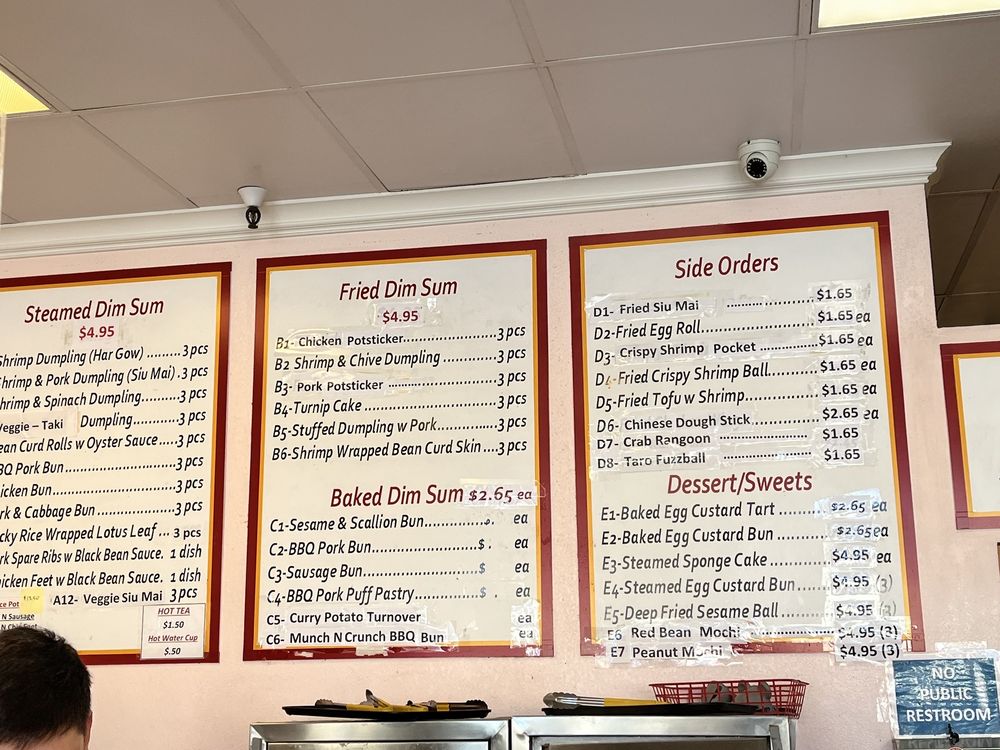 Steamed Dim Sum
$4.95
Shrimp Dumpling (Har Gow) .........3 pcs
Shrimp & Pork Dumpling (Siu Mai) .3 pcs
Shrimp & Spinach Dumpling.........3 pcs
Veggie – Taki Dumpling............3 pcs
Bean Curd Rolls w Oyster Sauce ....3 pcs
BBQ Pork Bun...........................3 pcs
Chicken Bun..............................3 pcs
Pork & Cabbage Bun ..................3 pcs
Sticky Rice Wrapped Lotus Leaf ... 3 pcs
Pork Spare Ribs w Black Bean Sauce. 1 dish
Chicken Feet w Black Bean Sauce. 1 dish
A12- Veggie Siu Mai 3pcs
Rice Pot
N Sausage
HOT TEA
$1.50
Hot Water Cup
$.50
Fried Dim Sum
$4.95
B1- Chicken Potsticker................3 pcs
B2 Shrimp & Chive Dumpling ............3 pcs
B3- Pork Potsticker ......................3 pcs
B4-Turnip Cake ...........................3 pcs
B5-Stuffed Dumpling w Pork.............3 pcs
B6-Shrimp Wrapped Bean Curd Skin ....3 pcs
Baked Dim Sum $2.65 ea
C1-Sesame & Scallion Bun............. ea
C2-BBQ Pork Bun.......................$ . ea
C3-Sausage Bun.........................$ ea
C4-BBQ Pork Puff Pastry..............$ . ea
C5- Curry Potato Turnover ea
C6- Munch N Crunch BBQ Bun ea
Side Orders
D1- Fried Siu Mai ....................$1.65
D2-Fried Egg Roll.......................$1.65 ea
D3- Crispy Shrimp Pocket ............$1.65 ea
D4-Fried Crispy Shrimp Ball..........$1.65 ea
D5-Fried Tofu w Shrimp...............$1.65 ea
D6- Chinese Dough Stick.............$2.65 ea
D7- Crab Rangoon ....................$1.65
D8- Taro Fuzzball ....................$1.65
Dessert/Sweets
E1-Baked Egg Custard Tart ........$2.65 ea
E2-Baked Egg Custard Bun ........$2.65 ea
E3-Steamed Sponge Cake ..........$4.95 ea
E4-Steamed Egg Custard Bun.....$4.95 (3)
E5-Deep Fried Sesame Ball........$4.95 (3)
E6 Red Bean Mochi ..................$4.95 (3)
E7 Peanut Mochi ....................$4.95 (3)
NO
PUBLIC
RESTROOM